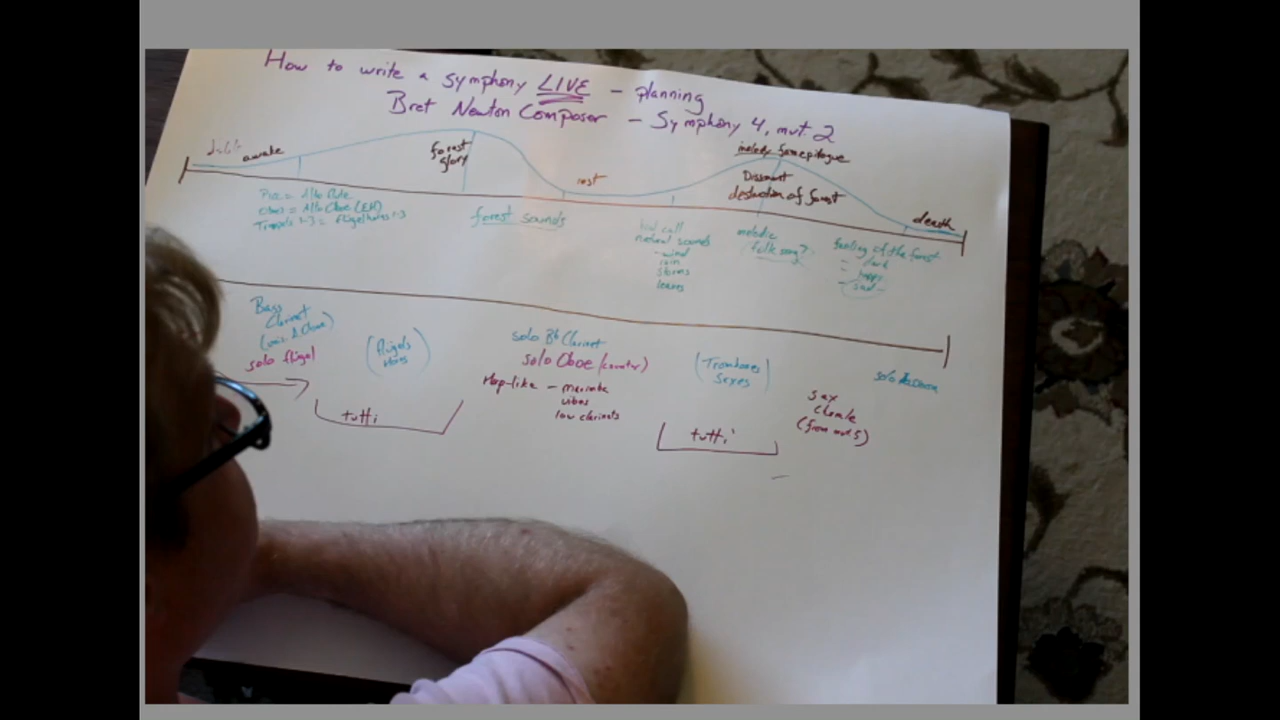 How to write a symphony LIVE - planning
Bret Newton Composer - Symphony 4, mvt. 2
awake
forest
glory
rest
melody from epilogue
Dissonant
destruction of forest
death
Picc = Alto Flute
Oboe 2 = Alto Oboe (EH)
Trumpets 1-3 = flugelhorns 1-3
forest sounds
bird call
natural sounds
- wind
rain
storms
leaves
melodic
folk song?
feeling of the forest
- dark
- happy
- sad -
Bass
Clarinet
solo flugel
(flugels
horns)
tutti
solo Bb Clarinet
solo Oboe
Harp-like - marimba
vibes
low clarinets
(Trombones
Saxes)
tutti
solo Bassoon
sax
chorale
(from mvt 5)